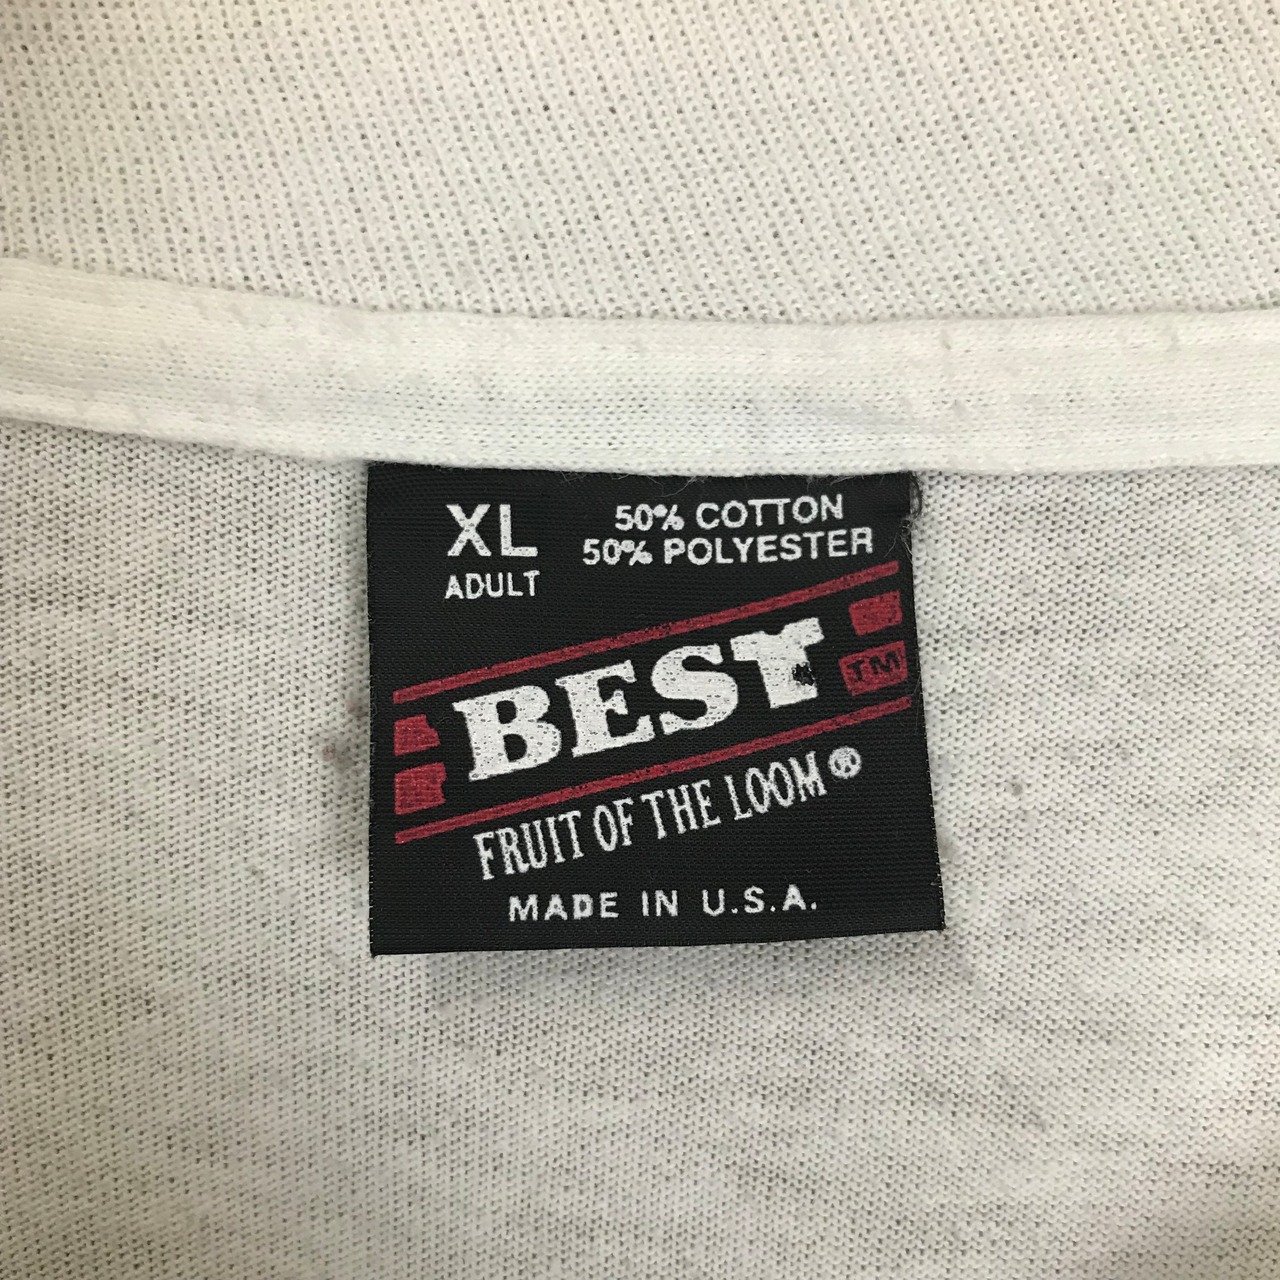 XL
ADULT
50% COTTON
50% POLYESTER
BEST
TM
FRUIT OF THE LOOM®
MADE IN U.S.A.